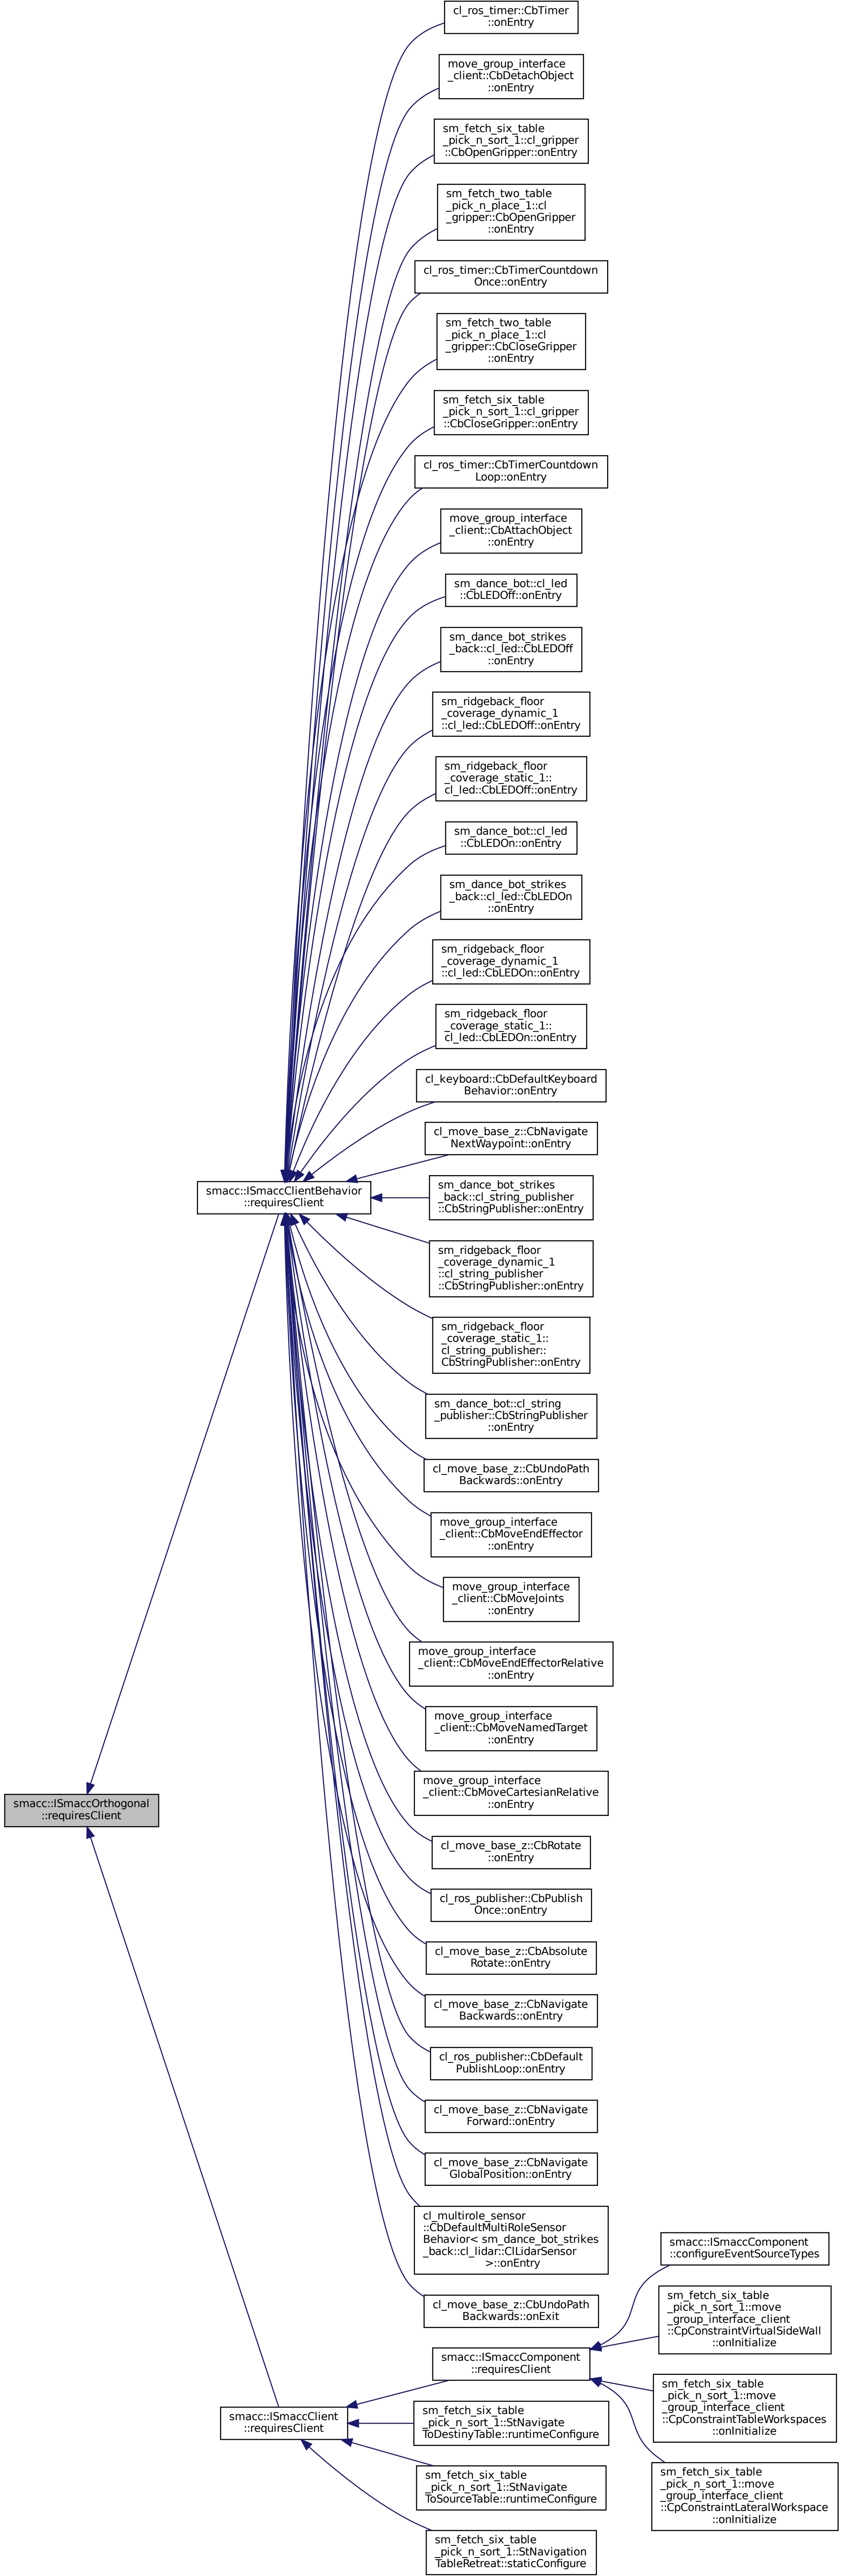 cl_ros_timer::CbTimer
::onEntry
move_group_interface
_client::CbDetachObject
::onEntry
sm_fetch_six_table
_pick_n_sort_1::cl_gripper
::CbOpenGripper::onEntry
sm_fetch_two_table
_pick_n_place_1::cl
_gripper::CbOpenGripper
::onEntry
cl_ros_timer::CbTimerCountdown
Once::onEntry
sm_fetch_two_table
_pick_n_place_1::cl
_gripper::CbCloseGripper
::onEntry
sm_fetch_six_table
_pick_n_sort_1::cl_gripper
::CbCloseGripper::onEntry
cl_ros_timer::CbTimerCountdown
Loop::onEntry
move_group_interface
_client::CbAttachObject
::onEntry
sm_dance_bot::cl_led
::CbLEDOff::onEntry
sm_dance_bot_strikes
_back::cl_led::CbLEDOff
::onEntry
sm_ridgeback_floor
_coverage_dynamic_1
::cl_led::CbLEDOff::onEntry
sm_ridgeback_floor
_coverage_static_1::
cl_led::CbLEDOff::onEntry
sm_dance_bot::cl_led
::CbLEDOn::onEntry
sm_dance_bot_strikes
_back::cl_led::CbLEDOn
::onEntry
sm_ridgeback_floor
_coverage_dynamic_1
::cl_led::CbLEDOn::onEntry
sm_ridgeback_floor
_coverage_static_1::
cl_led::CbLEDOn::onEntry
cl_keyboard::CbDefaultKeyboard
Behavior::onEntry
cl_move_base_z::CbNavigate
NextWaypoint::onEntry
smacc::ISmaccClientBehavior
::requiresClient
sm_dance_bot_strikes
_back::cl_string_publisher
::CbStringPublisher::onEntry
sm_ridgeback_floor
_coverage_dynamic_1
::cl_string_publisher
::CbStringPublisher::onEntry
sm_ridgeback_floor
_coverage_static_1::
cl_string_publisher::
CbStringPublisher::onEntry
sm_dance_bot::cl_string
_publisher::CbStringPublisher
::onEntry
cl_move_base_z::CbUndoPath
Backwards::onEntry
move_group_interface
_client::CbMoveEndEffector
::onEntry
move_group_interface
_client::CbMoveJoints
::onEntry
move_group_interface
_client::CbMoveEndEffectorRelative
::onEntry
move_group_interface
_client::CbMoveNamedTarget
::onEntry
move_group_interface
_client::CbMoveCartesianRelative
::onEntry
smacc::ISmaccOrthogonal
::requiresClient
cl_move_base_z::CbRotate
::onEntry
cl_ros_publisher::CbPublish
Once::onEntry
cl_move_base_z::CbAbsolute
Rotate::onEntry
cl_move_base_z::CbNavigate
Backwards::onEntry
cl_ros_publisher::CbDefault
PublishLoop::onEntry
cl_move_base_z::CbNavigate
Forward::onEntry
cl_move_base_z::CbNavigate
GlobalPosition::onEntry
cl_multirole_sensor
::CbDefaultMultiRoleSensor
Behavior< sm_dance_bot_strikes
_back::cl_lidar::ClLidarSensor
>::onEntry
cl_move_base_z::CbUndoPath
Backwards::onExit
smacc::ISmaccComponent
::configureEventSourceTypes
sm_fetch_six_table
_pick_n_sort_1::move
_group_interface_client
::CpConstraintVirtualSideWall
::onInitialize
smacc::ISmaccComponent
::requiresClient
sm_fetch_six_table
_pick_n_sort_1::move
_group_interface_client
::CpConstraintTableWorkspaces
::onInitialize
smacc::ISmaccClient
::requiresClient
sm_fetch_six_table
_pick_n_sort_1::StNavigate
ToDestinyTable::runtimeConfigure
sm_fetch_six_table
_pick_n_sort_1::StNavigate
ToSourceTable::runtimeConfigure
sm_fetch_six_table
_pick_n_sort_1::move
_group_interface_client
::CpConstraintLateralWorkspace
::onInitialize
sm_fetch_six_table
_pick_n_sort_1::StNavigation
TableRetreat::staticConfigure